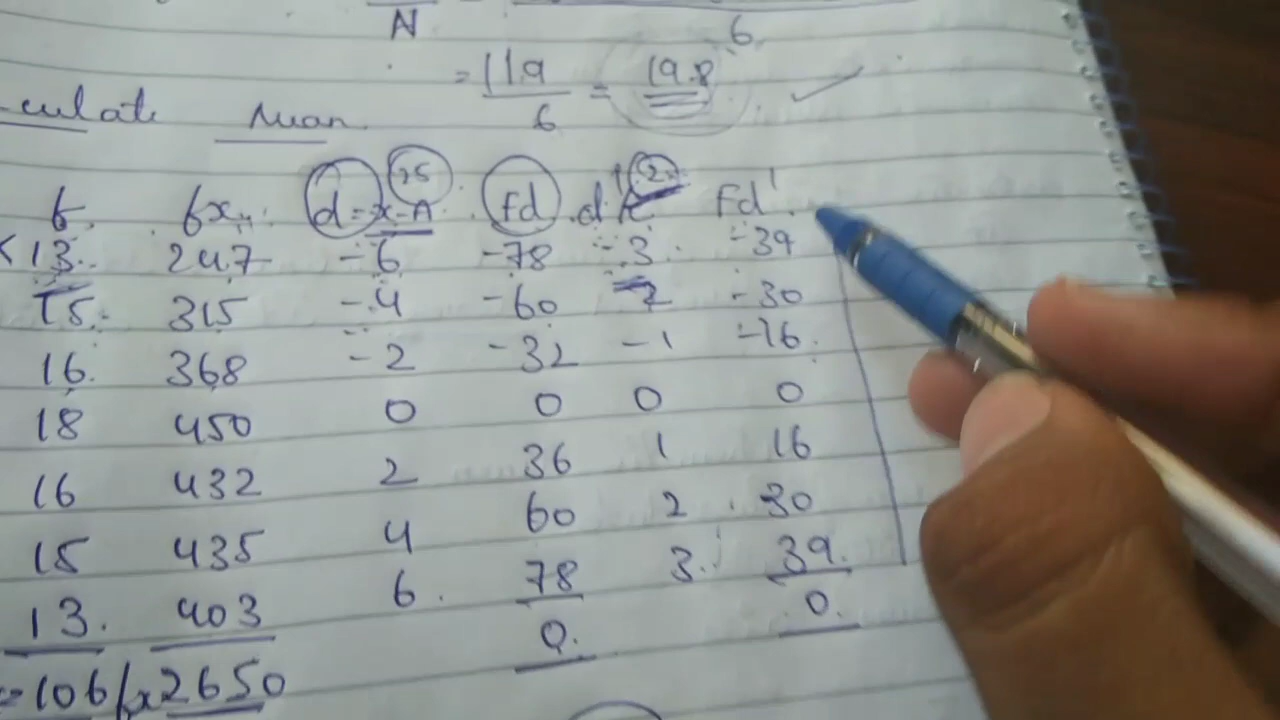 N 6
= 119/6 = 19.8 ✓
culate Mean.
f. fx d=x-A 25 fd d' 2 Fd'
13. 247 -6 -78 -3. -39
15. 315 -4 -60 -2 -30
16. 368 -2 -32 -1 -16.
18 450 0 0 0 0
16 432 2 36 1 16
15 435 4 60 2 30
13. 403 6. 78 3. 39.
=106 fx 2650 0. 0.